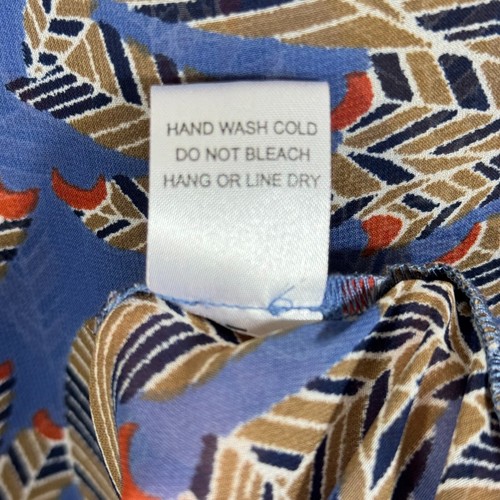 HAND WASH COLD
DO NOT BLEACH
HANG OR LINE DRY